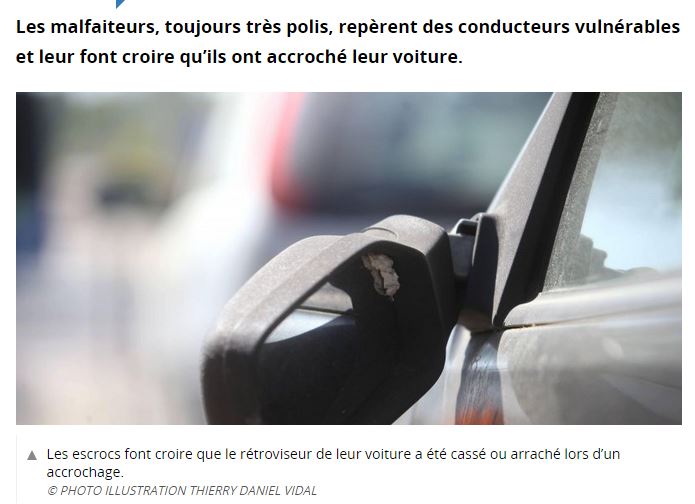 Les malfaiteurs, toujours très polis, repèrent des conducteurs vulnérables
et leur font croire qu'ils ont accroché leur voiture.
▲ Les escrocs font croire que le rétroviseur de leur voiture a été cassé ou arraché lors d'un
accrochage.
© PHOTO ILLUSTRATION THIERRY DANIEL VIDAL